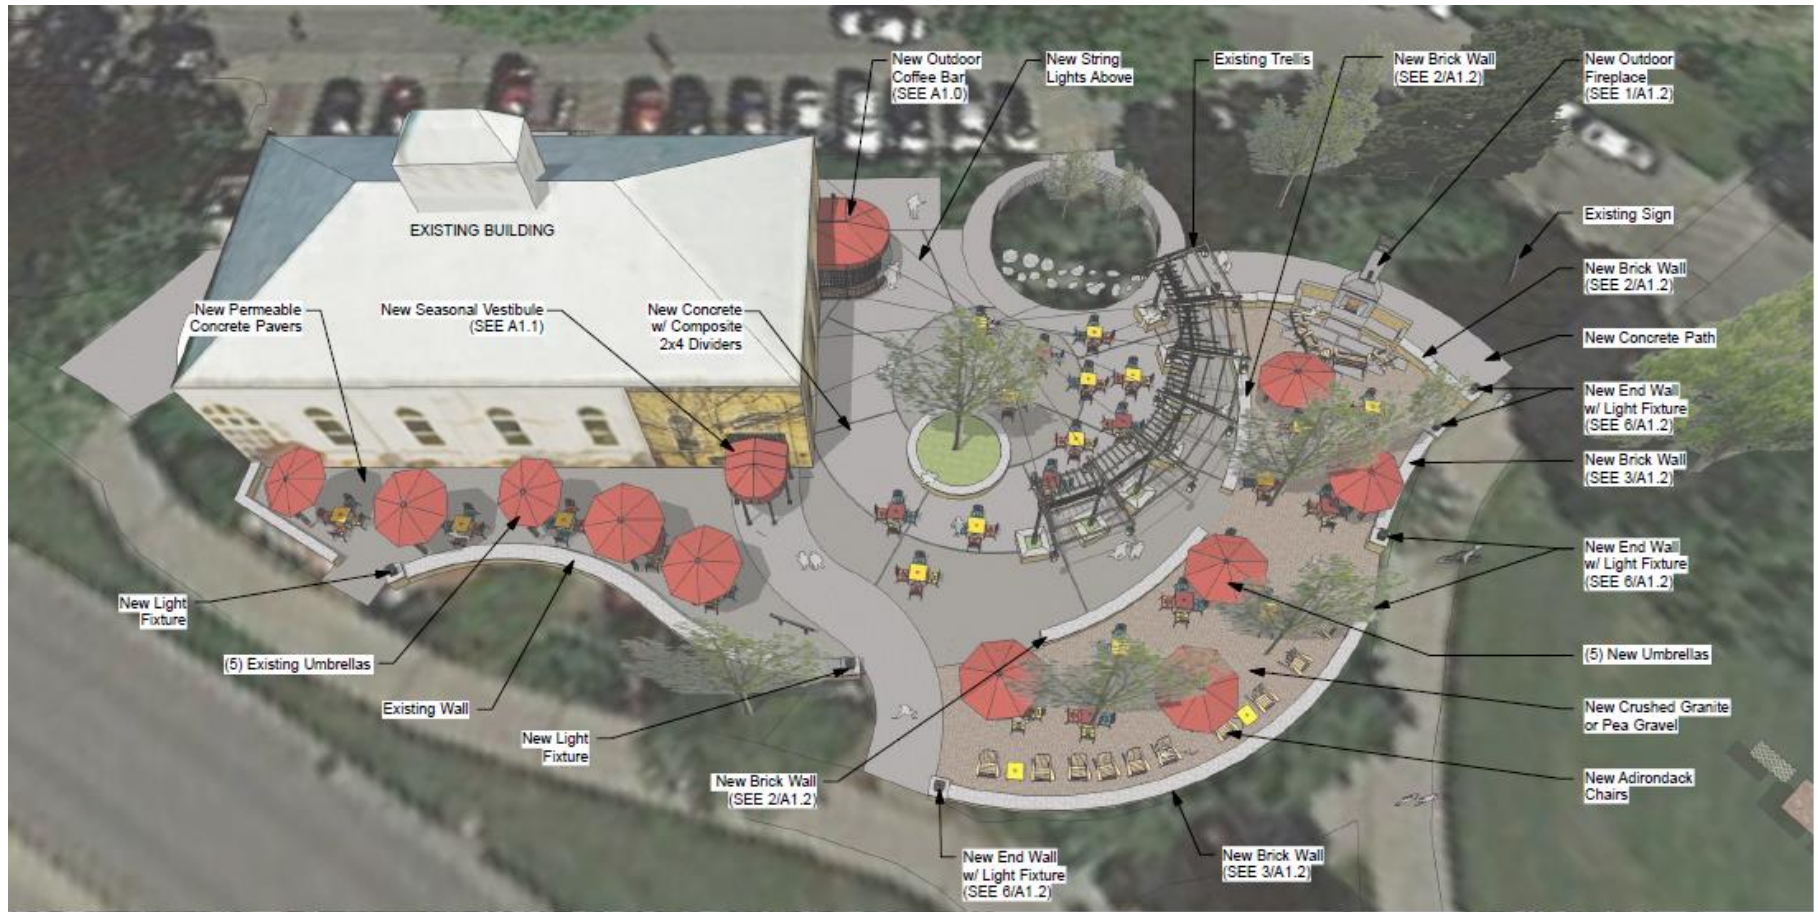 New Outdoor
Coffee Bar
(SEE A1.0)
New String
Lights Above
Existing Trellis
New Brick Wall
(SEE 2/A1.2)
New Outdoor
Fireplace
(SEE 1/A1.2)
EXISTING BUILDING
Existing Sign
New Brick Wall
(SEE 2/A1.2)
New Permeable
Concrete Pavers
New Seasonal Vestibule
(SEE A1.1)
New Concrete
w/ Composite
2x4 Dividers
New Concrete Path
New End Wall
w/ Light Fixture
(SEE 6/A1.2)
New Brick Wall
(SEE 3/A1.2)
New End Wall
w/ Light Fixture
(SEE 6/A1.2)
New Light
Fixture
(5) Existing Umbrellas
(5) New Umbrellas
Existing Wall
New Crushed Granite
or Pea Gravel
New Light
Fixture
New Brick Wall
(SEE 2/A1.2)
New Adirondack
Chairs
New End Wall
w/ Light Fixture
(SEE 6/A1.2)
New Brick Wall
(SEE 3/A1.2)